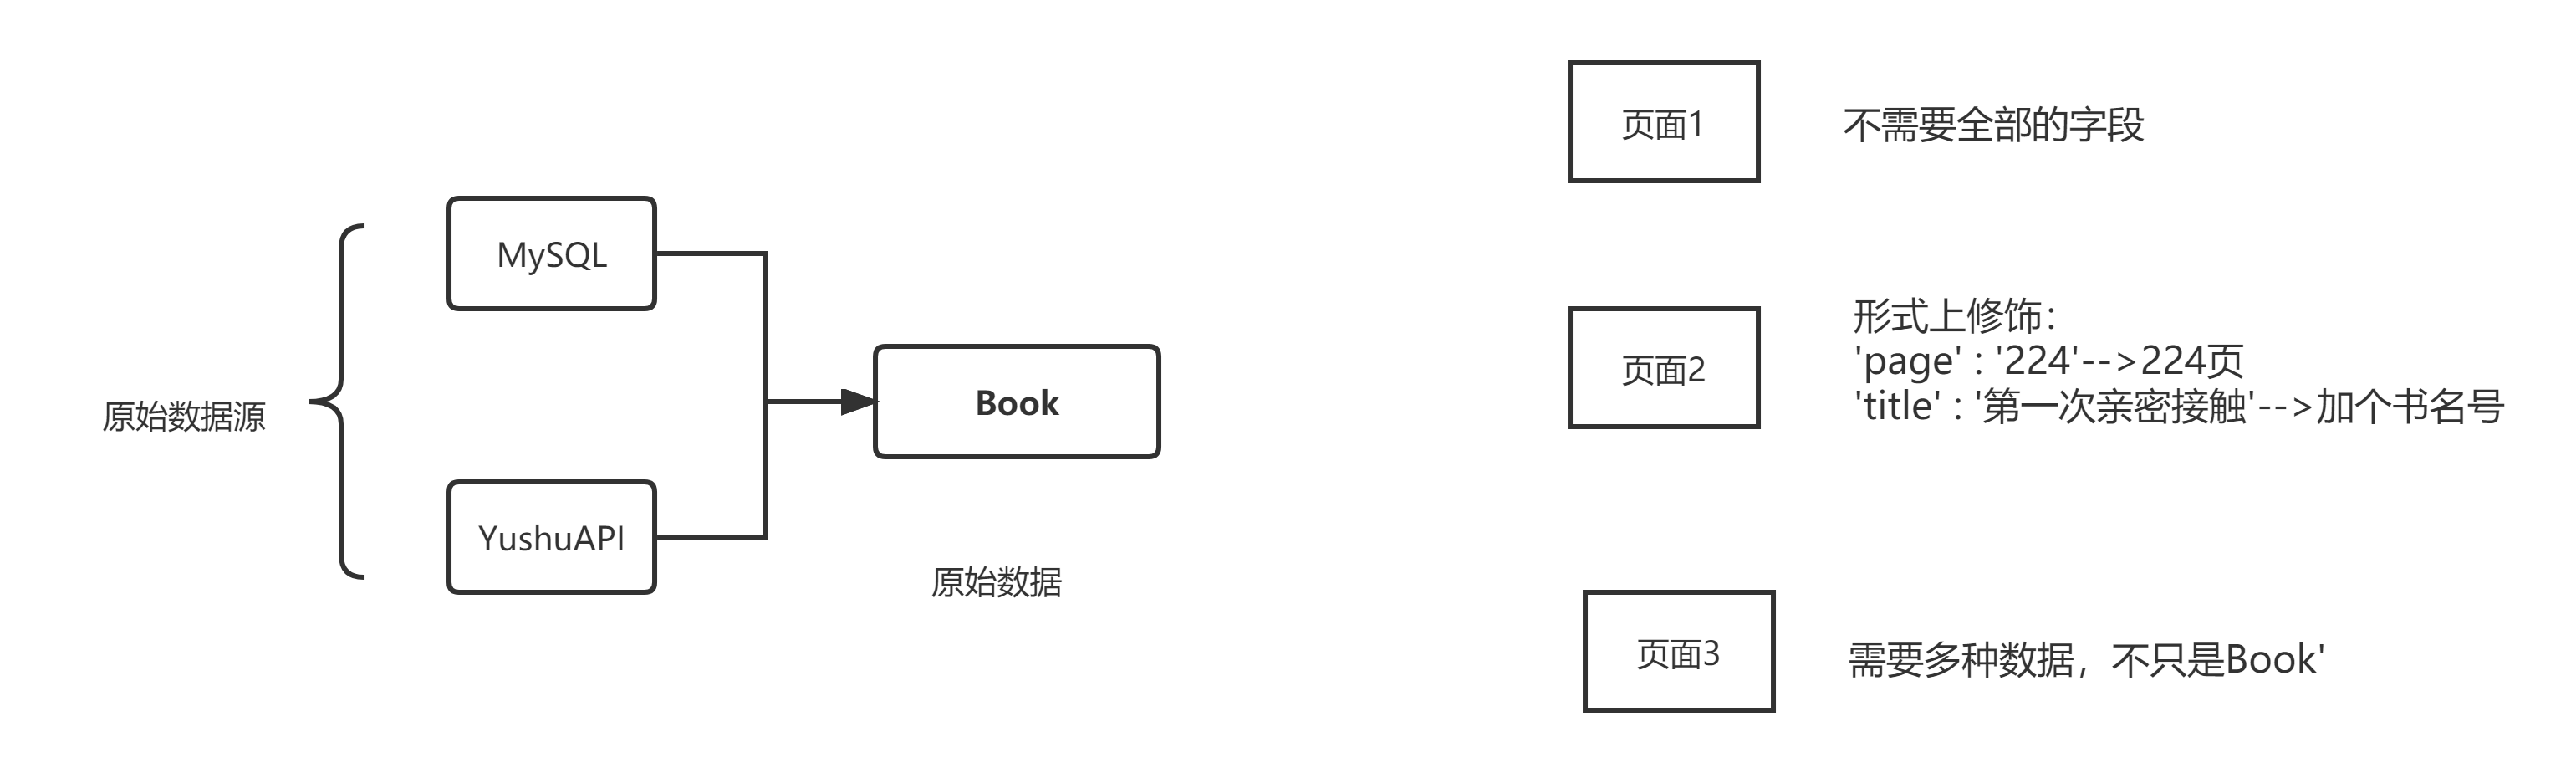 原始数据源
MySQL
YushuAPI
Book
原始数据
页面1
不需要全部的字段
页面2
形式上修饰：
'page' : '224'-->224页
'title' : '第一次亲密接触'-->加个书名号
页面3
需要多种数据，不只是Book'